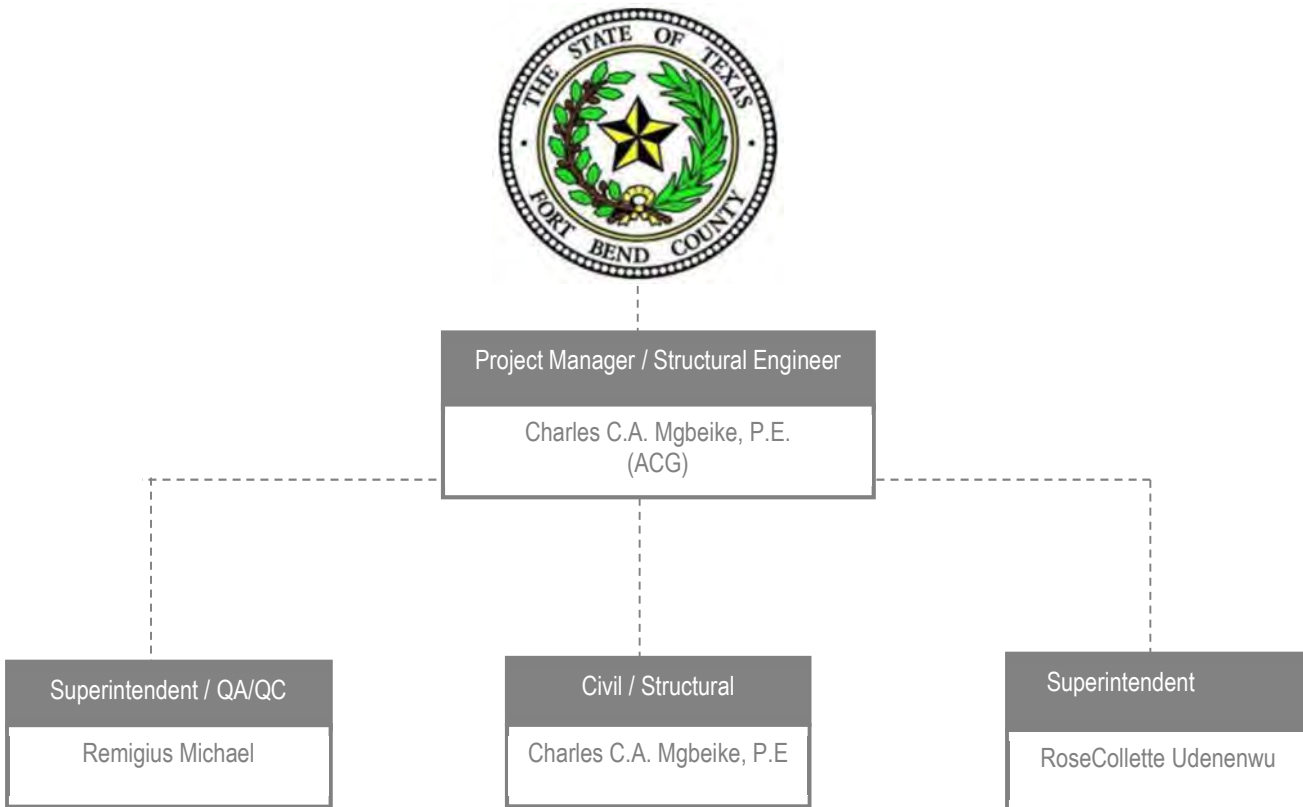 THE STATE OF TEXAS
FORT BEND COUNTY
Project Manager / Structural Engineer
Charles C.A. Mgbeike, P.E.
(ACG)
Superintendent / QA/QC
Remigius Michael
Civil / Structural
Charles C.A. Mgbeike, P.E
Superintendent
RoseCollette Udenenwu